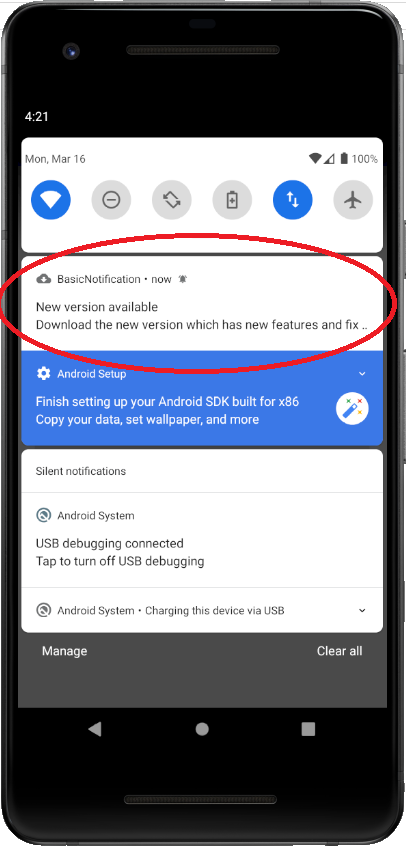 4:21
Mon, Mar 16 100%
BasicNotification • now
New version available
Download the new version which has new features and fix ..
Android Setup
Finish setting up your Android SDK built for x86
Copy your data, set wallpaper, and more
Silent notifications
Android System
USB debugging connected
Tap to turn off USB debugging
Android System • Charging this device via USB
Manage Clear all